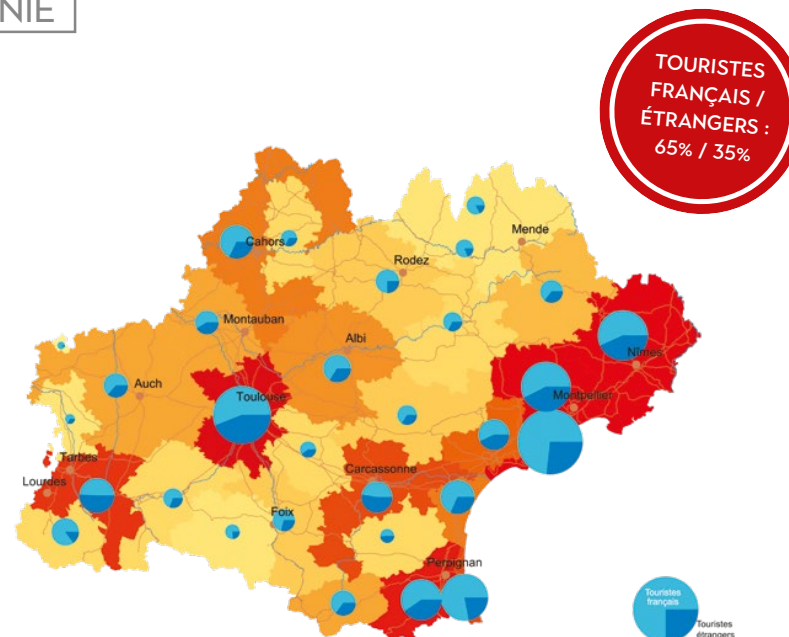 NIE
TOURISTES
FRANÇAIS /
ÉTRANGERS :
65% / 35%
Mende
Cahors
Rodez
Montauban
Albi
Nîmes
Auch
Toulouse
Montpellier
Tarbes
Carcassonne
Lourdes
Foix
Perpignan
Touristes
français
Touristes
étrangers